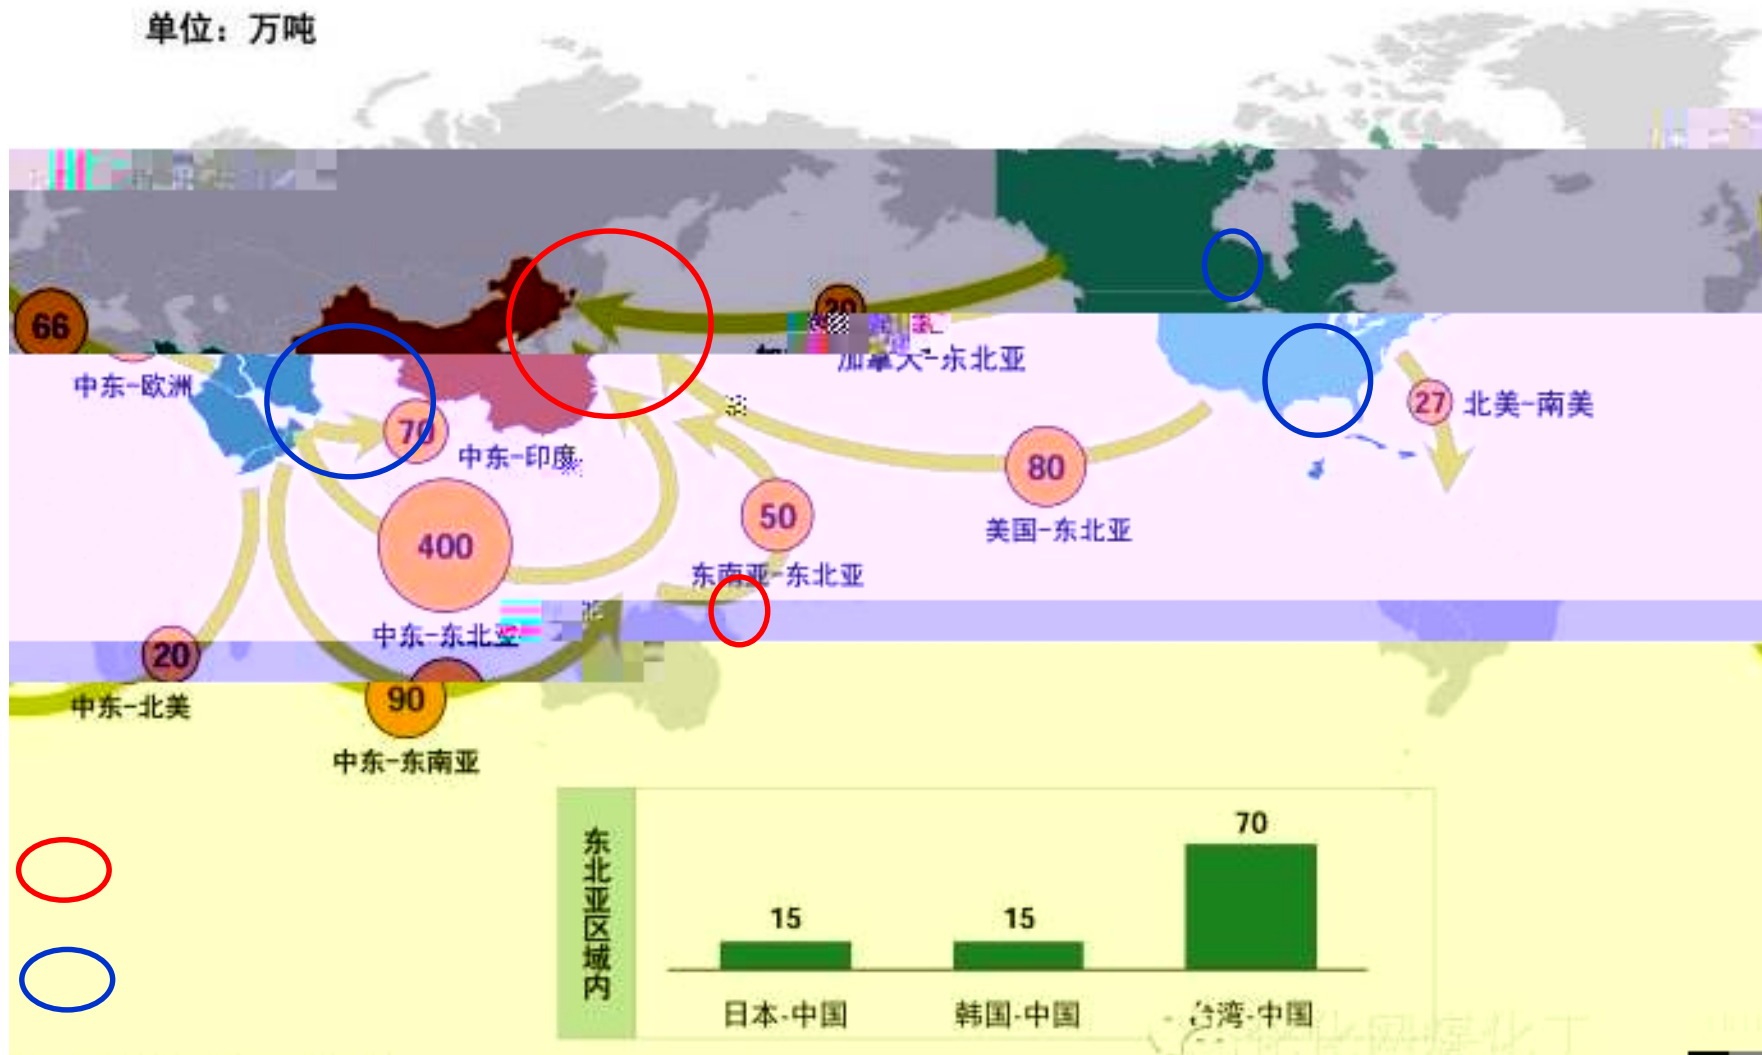 单位：万吨
66
20
加拿大-东北亚
中东-欧洲
27
北美-南美
70
中东-印度
80
美国-东北亚
50
东南亚-东北亚
400
中东-东北亚
20
中东-北美
90
中东-东南亚
东北亚区域内
15
15
70
日本-中国
韩国-中国
台湾-中国